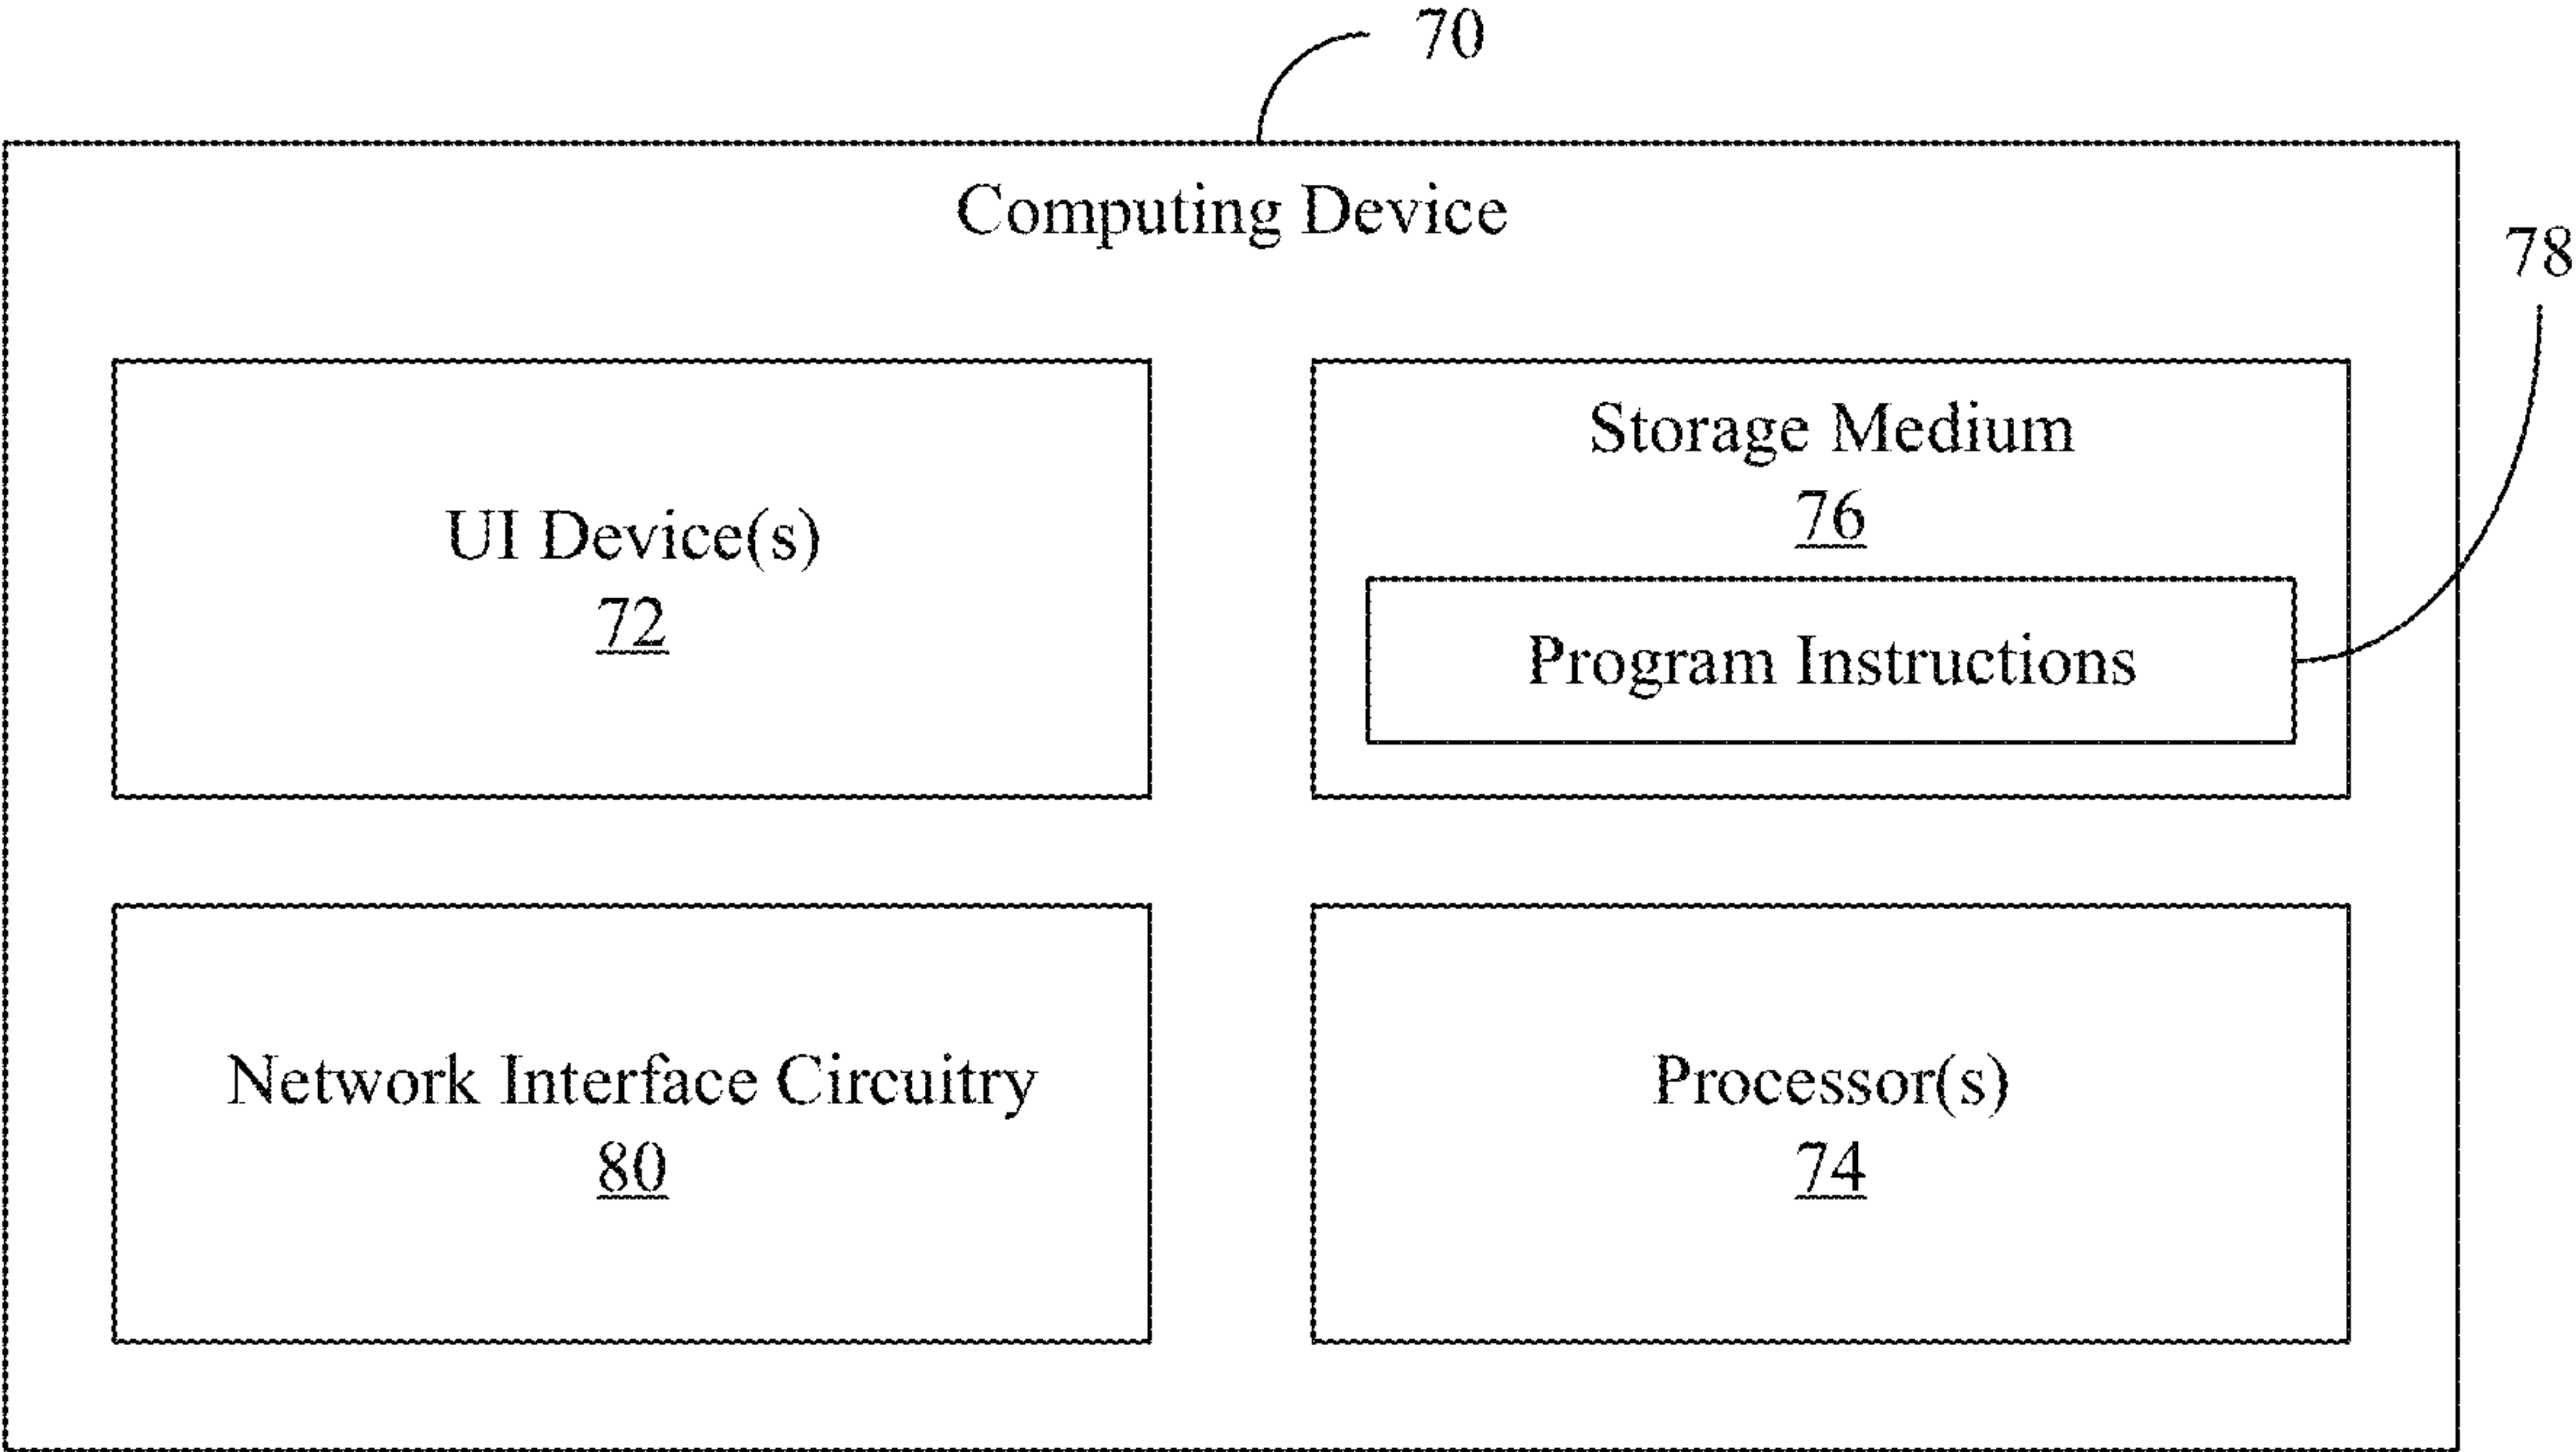 70
Computing Device
78
UI Device(s)
72
Storage Medium
76
Program Instructions
Network Interface Circuitry
80
Processor(s)
74